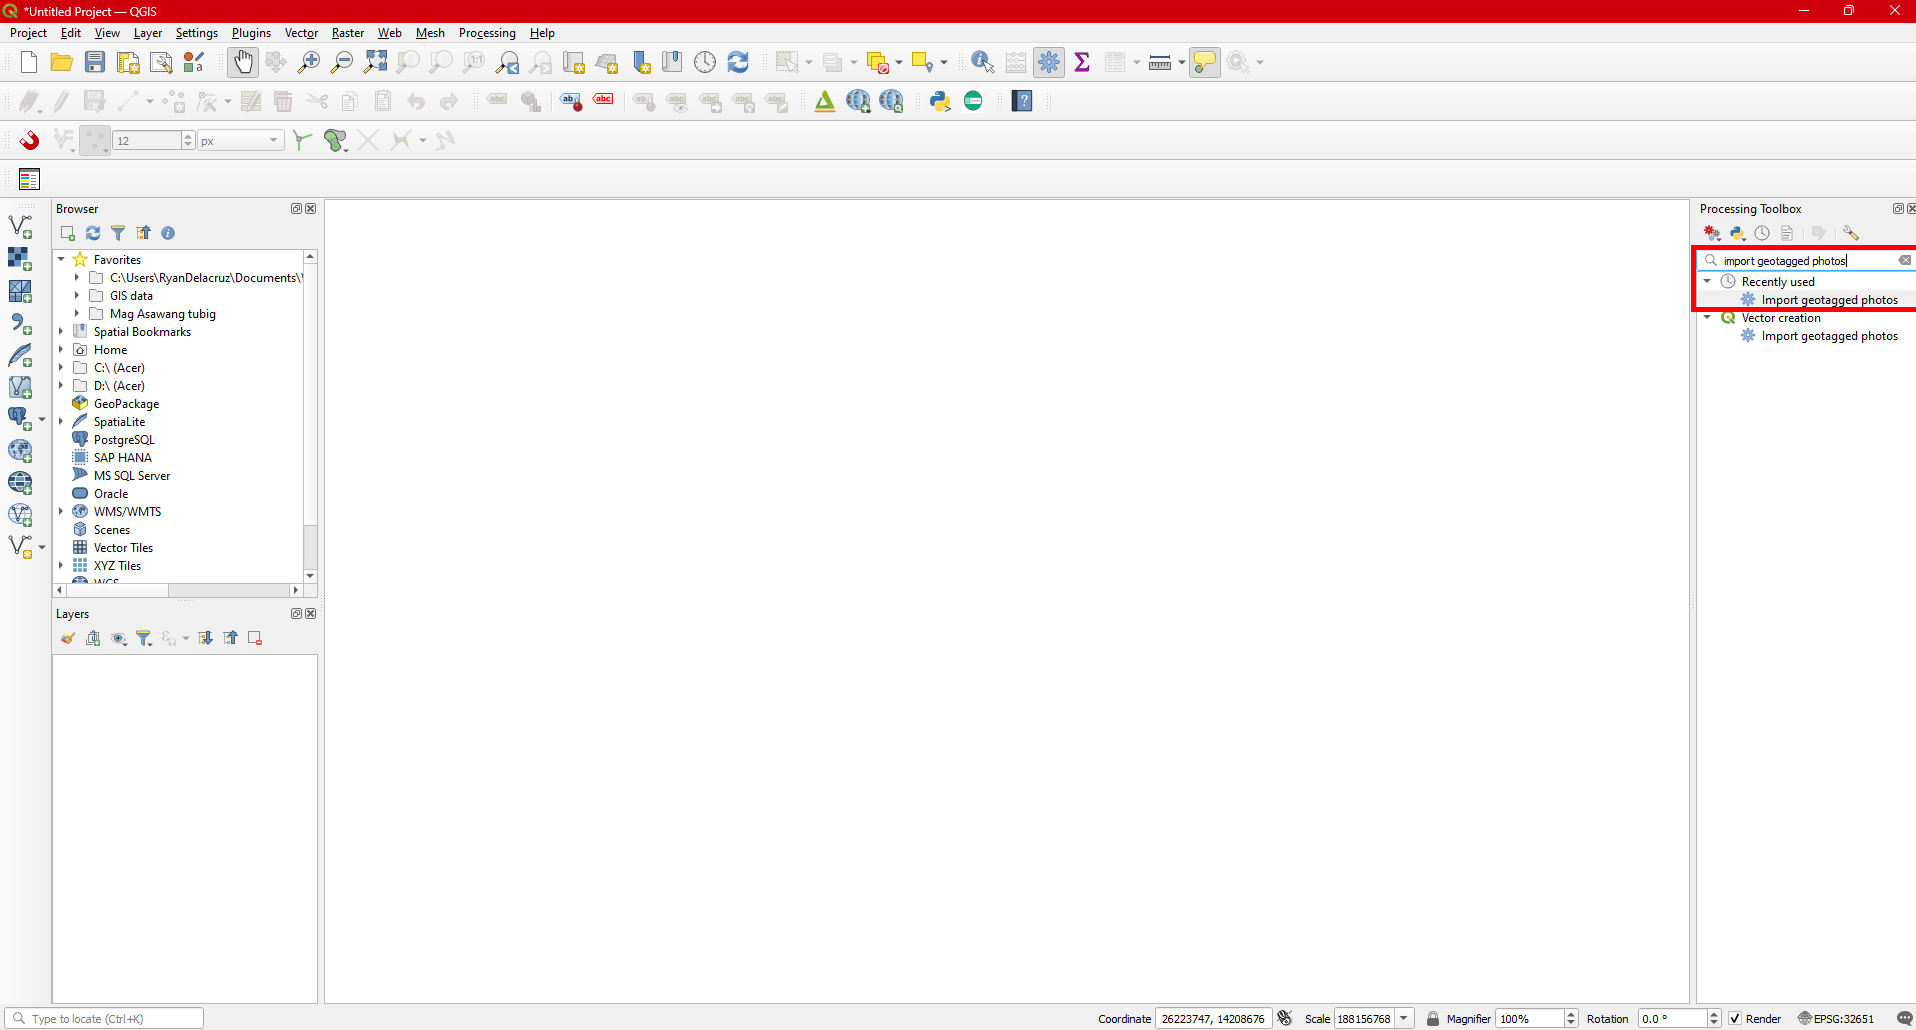 *Untitled Project — QGIS
Project Edit View Layer Settings Plugins Vector Raster Web Mesh Processing Help
12 px
Browser
Favorites
C:\Users\RyanDelacruz\Documents\
GIS data
Mag Asawang tubig
Spatial Bookmarks
Home
C:\ (Acer)
D:\ (Acer)
GeoPackage
SpatiaLite
PostgreSQL
SAP HANA
MS SQL Server
Oracle
WMS/WMTS
Scenes
Vector Tiles
XYZ Tiles
WCS
Layers
Processing Toolbox
import geotagged photos
Recently used
Import geotagged photos
Vector creation
Import geotagged photos
Type to locate (Ctrl+K)
Coordinate 26223747, 14208676 Scale 188156768 Magnifier 100% Rotation 0.0 ° Render EPSG:32651